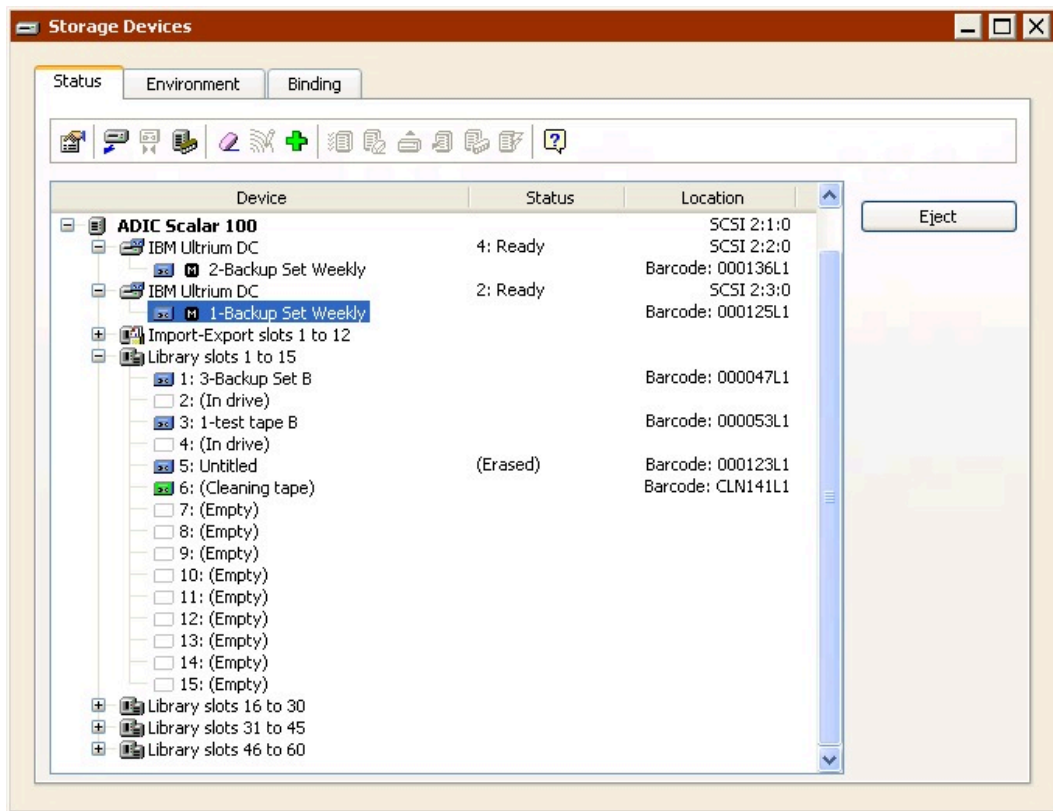 Storage Devices
Status Environment Binding
Device Status Location
ADIC Scalar 100 SCSI 2:1:0
IBM Ultrium DC 4: Ready SCSI 2:2:0
M 2-Backup Set Weekly Barcode: 000136L1
IBM Ultrium DC 2: Ready SCSI 2:3:0
M 1-Backup Set Weekly Barcode: 000125L1
Import-Export slots 1 to 12
Library slots 1 to 15
1: 3-Backup Set B Barcode: 000047L1
2: (In drive)
3: 1-test tape B Barcode: 000053L1
4: (In drive)
5: Untitled (Erased) Barcode: 000123L1
6: (Cleaning tape) Barcode: CLN141L1
7: (Empty)
8: (Empty)
9: (Empty)
10: (Empty)
11: (Empty)
12: (Empty)
13: (Empty)
14: (Empty)
15: (Empty)
Library slots 16 to 30
Library slots 31 to 45
Library slots 46 to 60
Eject